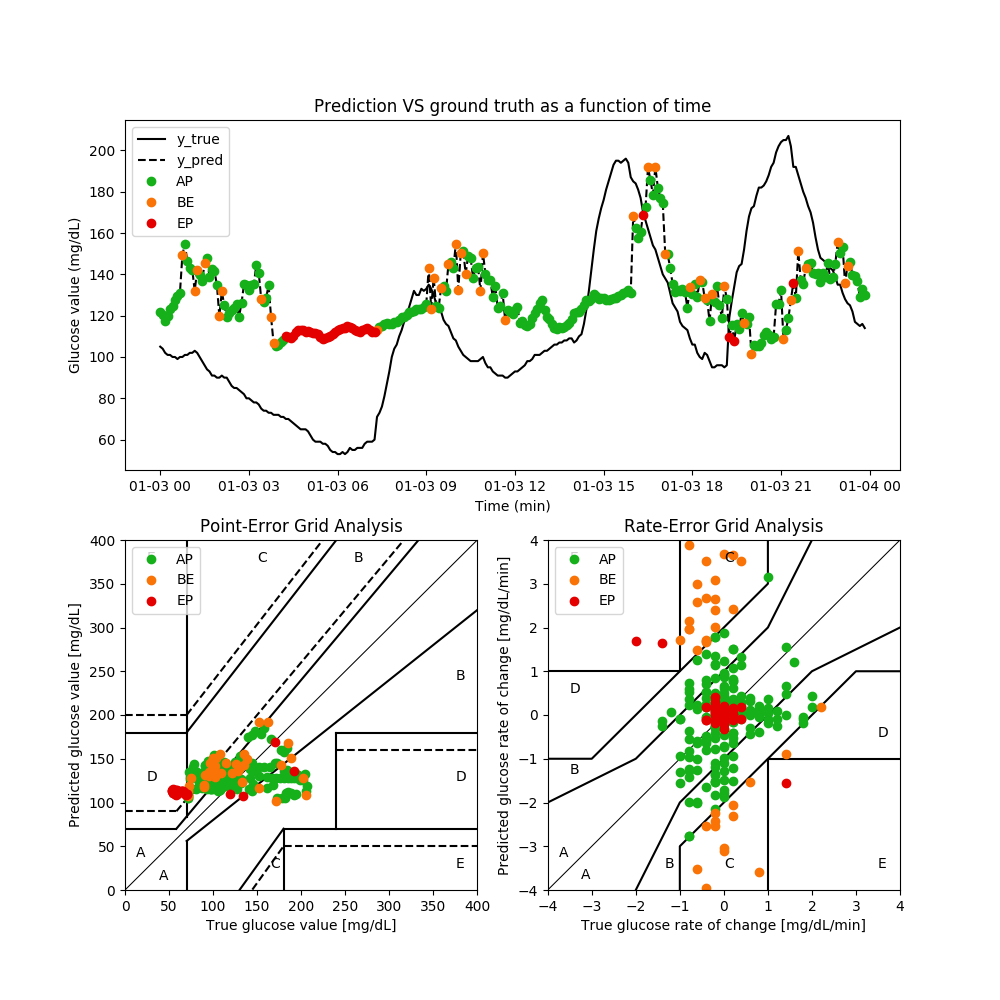 Prediction VS ground truth as a function of time
y_true
y_pred
AP
BE
EP
Glucose value (mg/dL)
200
180
160
140
120
100
80
60
01-03 00 01-03 03 01-03 06 01-03 09 01-03 12 01-03 15 01-03 18 01-03 21 01-04 00
Time (min)
Point-Error Grid Analysis
AP
BE
EP
C
B
B
D
D
A
A
C
E
Predicted glucose value [mg/dL]
400
350
300
250
200
150
100
50
0
0 50 100 150 200 250 300 350 400
True glucose value [mg/dL]
Rate-Error Grid Analysis
AP
BE
EP
C
D
D
B
A
A
B
C
E
Predicted glucose rate of change [mg/dL/min]
4
3
2
1
0
−1
−2
−3
−4
−4 −3 −2 −1 0 1 2 3 4
True glucose rate of change [mg/dL/min]